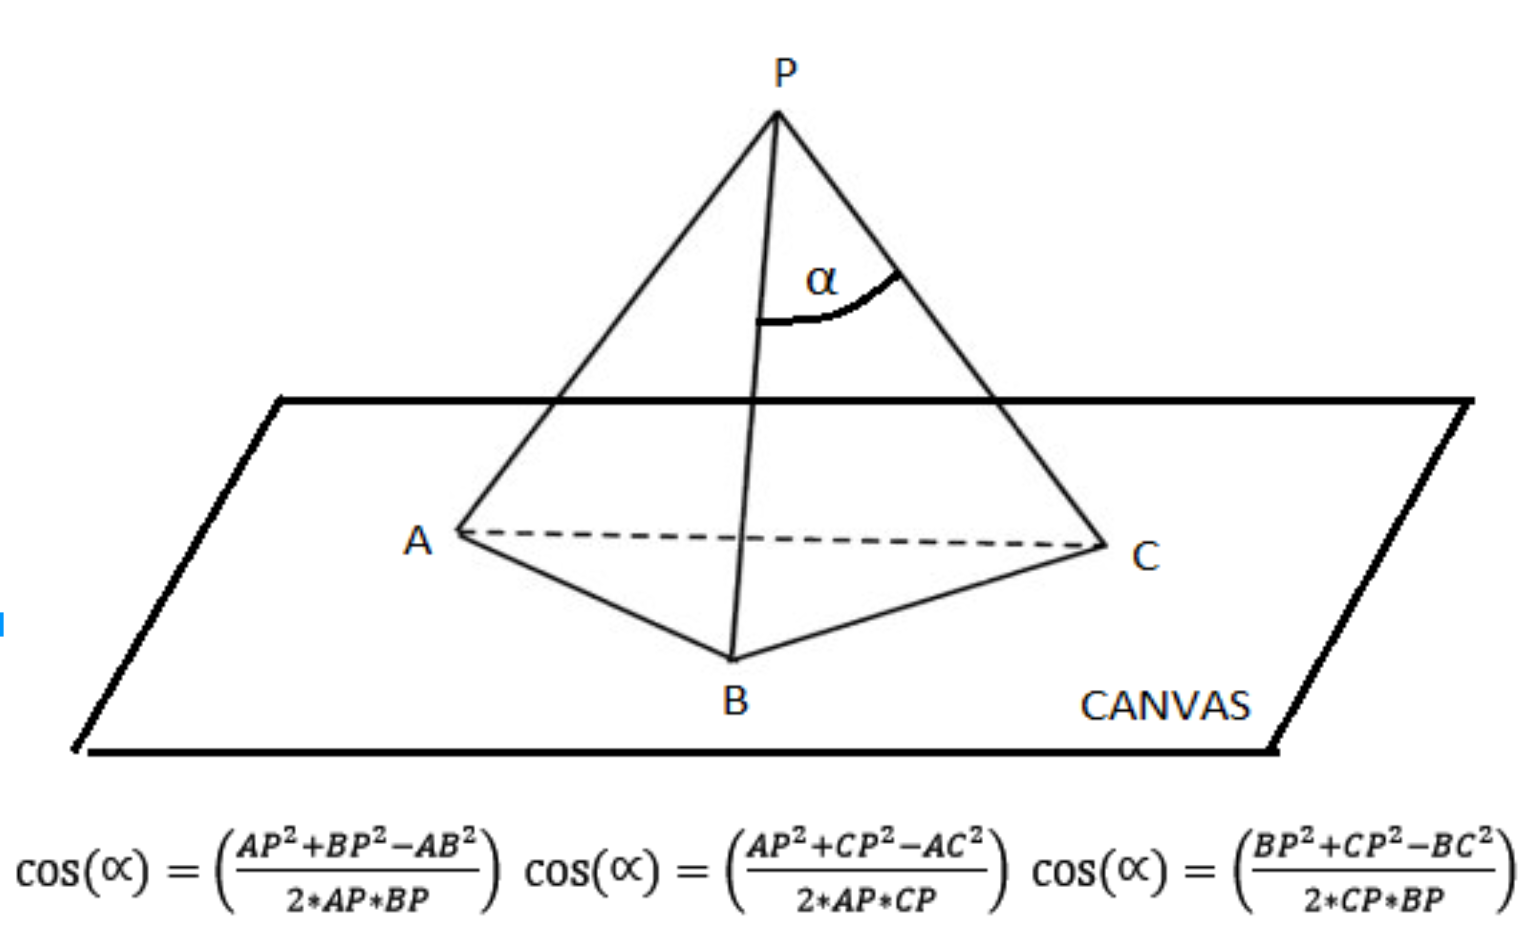 P
α
A
C
B
CANVAS
cos(∝) = (AP²+BP²−AB² / 2∗AP∗BP) cos(∝) = (AP²+CP²−AC² / 2∗AP∗CP) cos(∝) = (BP²+CP²−BC² / 2∗CP∗BP)